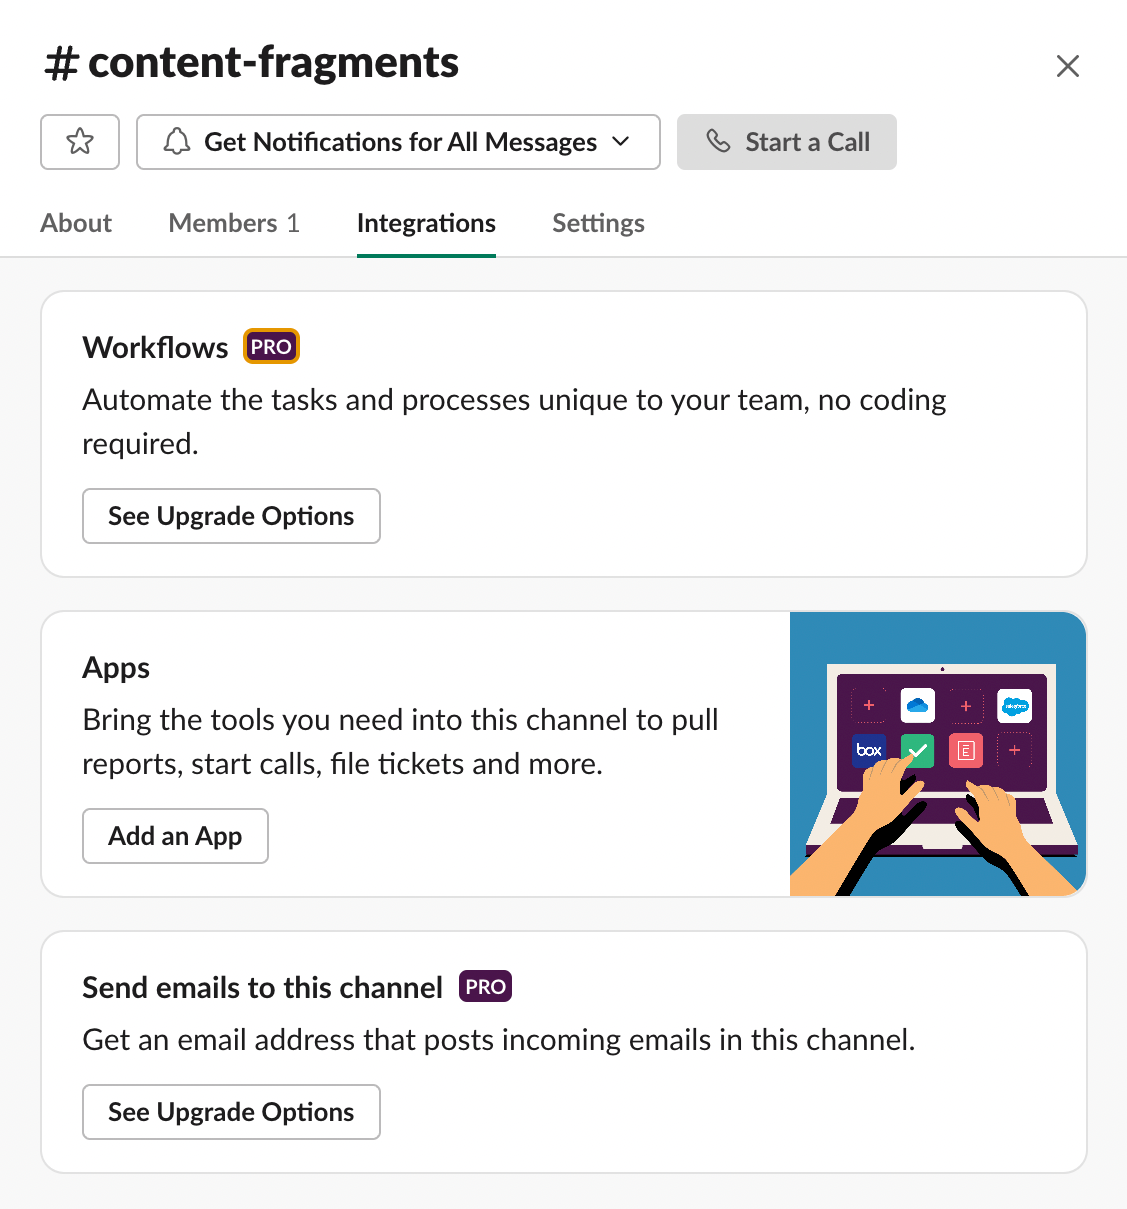 # content-fragments
Get Notifications for All Messages
Start a Call
About Members 1 Integrations Settings
Workflows PRO
Automate the tasks and processes unique to your team, no coding
required.
See Upgrade Options
Apps
Bring the tools you need into this channel to pull
reports, start calls, file tickets and more.
Add an App
salesforce
box
E
Send emails to this channel PRO
Get an email address that posts incoming emails in this channel.
See Upgrade Options